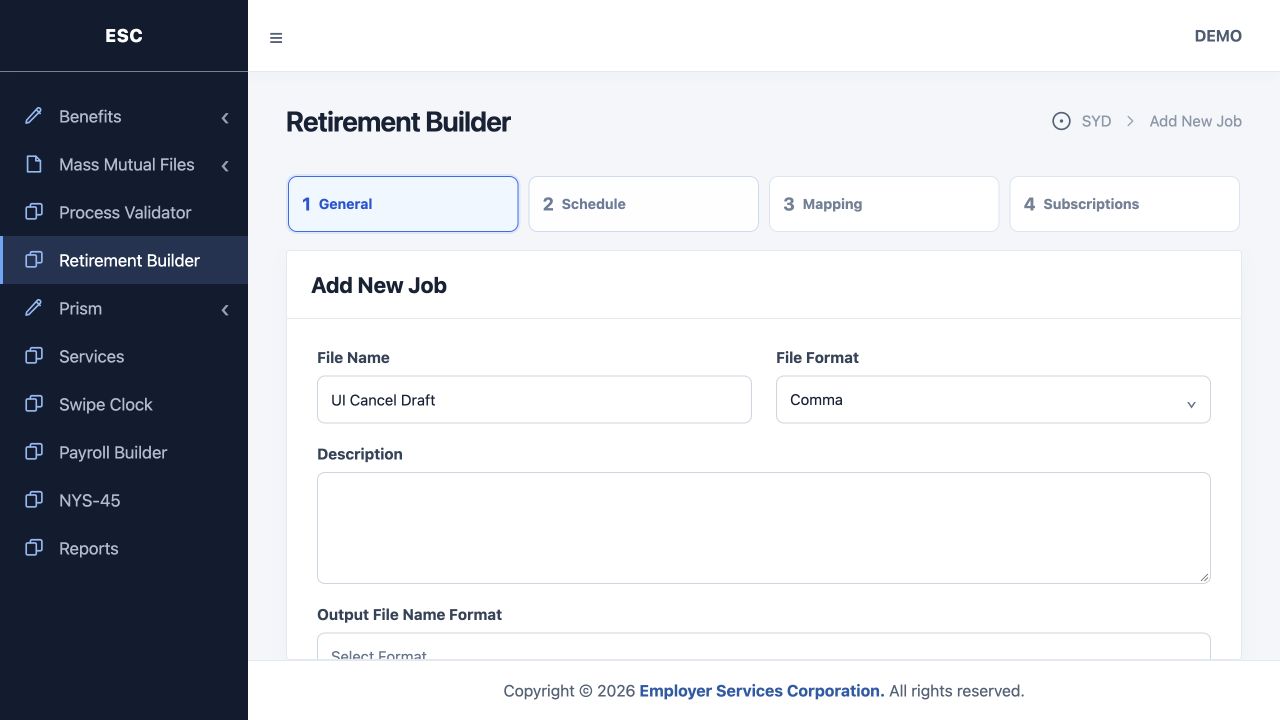 ESC
DEMO
Benefits
Mass Mutual Files
Process Validator
Retirement Builder
Prism
Services
Swipe Clock
Payroll Builder
NYS-45
Reports
Retirement Builder
SYD > Add New Job
1 General
2 Schedule
3 Mapping
4 Subscriptions
Add New Job
File Name
File Format
UI Cancel Draft
Comma
Description
Output File Name Format
Select Format
Copyright © 2026 Employer Services Corporation. All rights reserved.